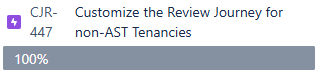 CJR-447 Customize the Review Journey for
non-AST Tenancies
100%